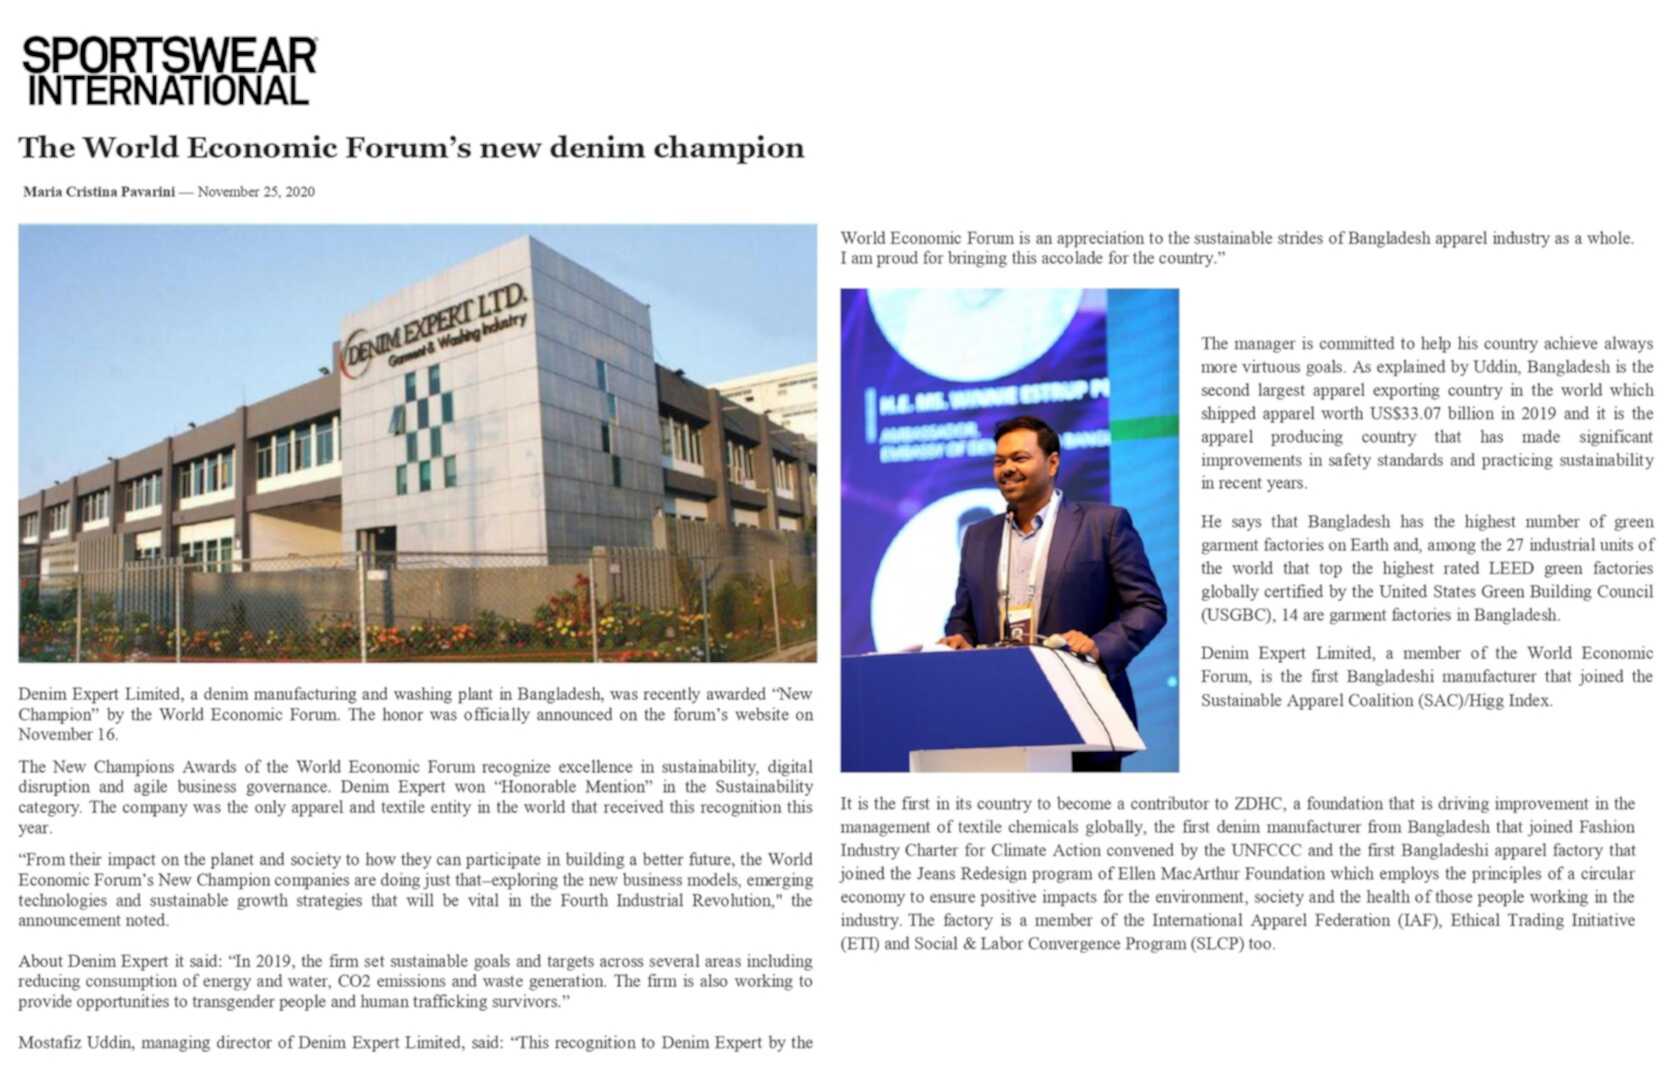 SPORTSWEAR
INTERNATIONAL
The World Economic Forum’s new denim champion
Maria Cristina Pavarini — November 25, 2020
DENIM EXPERT LTD.
Garment & Washing Industry
Denim Expert Limited, a denim manufacturing and washing plant in Bangladesh, was recently awarded “New
Champion” by the World Economic Forum. The honor was officially announced on the forum’s website on
November 16.
The New Champions Awards of the World Economic Forum recognize excellence in sustainability, digital
disruption and agile business governance. Denim Expert won “Honorable Mention” in the Sustainability
category. The company was the only apparel and textile entity in the world that received this recognition this
year.
“From their impact on the planet and society to how they can participate in building a better future, the World
Economic Forum’s New Champion companies are doing just that–exploring the new business models, emerging
technologies and sustainable growth strategies that will be vital in the Fourth Industrial Revolution," the
announcement noted.
About Denim Expert it said: “In 2019, the firm set sustainable goals and targets across several areas including
reducing consumption of energy and water, CO2 emissions and waste generation. The firm is also working to
provide opportunities to transgender people and human trafficking survivors.”
Mostafiz Uddin, managing director of Denim Expert Limited, said: “This recognition to Denim Expert by the
World Economic Forum is an appreciation to the sustainable strides of Bangladesh apparel industry as a whole.
I am proud for bringing this accolade for the country.”
H.E. MS. WINNIE ESTRUP
AMBASSADOR,
EMBASSY OF
The manager is committed to help his country achieve always
more virtuous goals. As explained by Uddin, Bangladesh is the
second largest apparel exporting country in the world which
shipped apparel worth US$33.07 billion in 2019 and it is the
apparel producing country that has made significant
improvements in safety standards and practicing sustainability
in recent years.
He says that Bangladesh has the highest number of green
garment factories on Earth and, among the 27 industrial units of
the world that top the highest rated LEED green factories
globally certified by the United States Green Building Council
(USGBC), 14 are garment factories in Bangladesh.
Denim Expert Limited, a member of the World Economic
Forum, is the first Bangladeshi manufacturer that joined the
Sustainable Apparel Coalition (SAC)/Higg Index.
It is the first in its country to become a contributor to ZDHC, a foundation that is driving improvement in the
management of textile chemicals globally, the first denim manufacturer from Bangladesh that joined Fashion
Industry Charter for Climate Action convened by the UNFCCC and the first Bangladeshi apparel factory that
joined the Jeans Redesign program of Ellen MacArthur Foundation which employs the principles of a circular
economy to ensure positive impacts for the environment, society and the health of those people working in the
industry. The factory is a member of the International Apparel Federation (IAF), Ethical Trading Initiative
(ETI) and Social & Labor Convergence Program (SLCP) too.